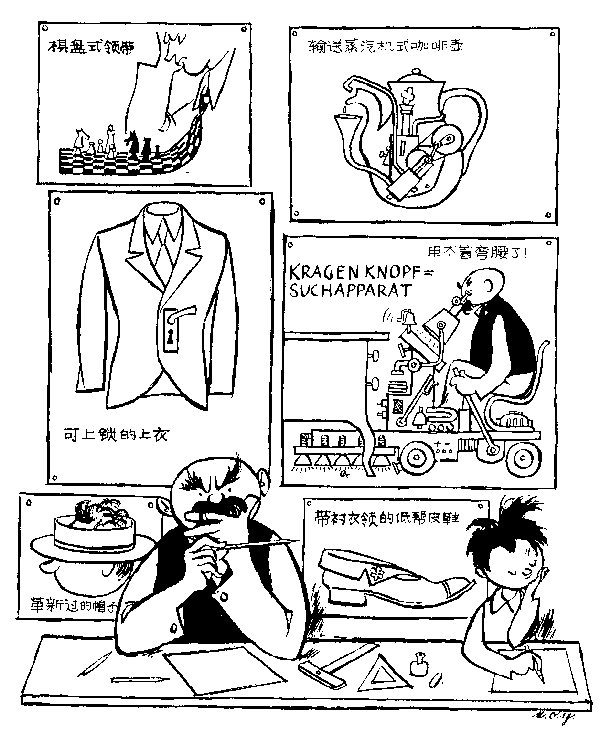 棋盘式领带
输送蒸汽机式咖啡壶
可上锁的上衣
用不着弯腰了!
KRAGEN KNOPF=
SUCHAPPARAT
革新过的帽子
带衬衣领的低帮皮鞋